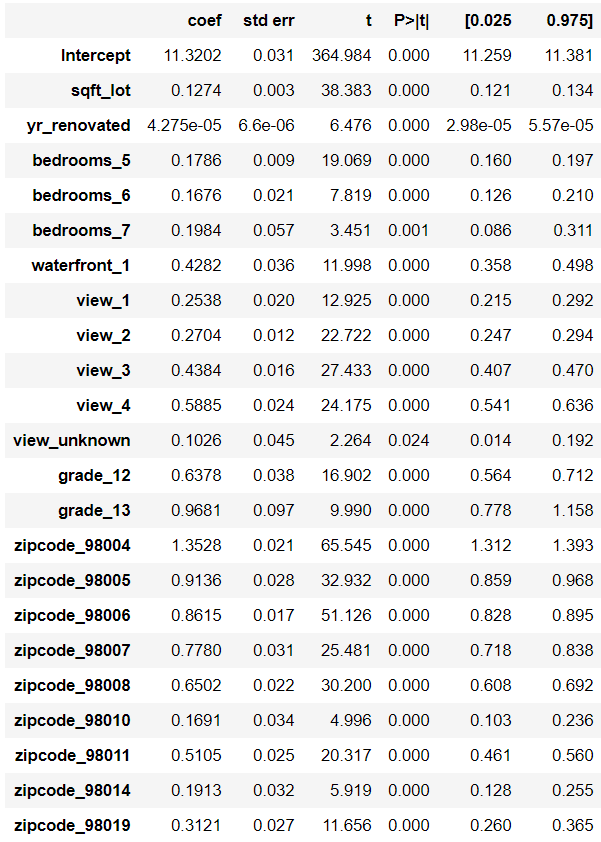 coef std err t P>|t| [0.025 0.975]
Intercept 11.3202 0.031 364.984 0.000 11.259 11.381
sqft_lot 0.1274 0.003 38.383 0.000 0.121 0.134
yr_renovated 4.275e-05 6.6e-06 6.476 0.000 2.98e-05 5.57e-05
bedrooms_5 0.1786 0.009 19.069 0.000 0.160 0.197
bedrooms_6 0.1676 0.021 7.819 0.000 0.126 0.210
bedrooms_7 0.1984 0.057 3.451 0.001 0.086 0.311
waterfront_1 0.4282 0.036 11.998 0.000 0.358 0.498
view_1 0.2538 0.020 12.925 0.000 0.215 0.292
view_2 0.2704 0.012 22.722 0.000 0.247 0.294
view_3 0.4384 0.016 27.433 0.000 0.407 0.470
view_4 0.5885 0.024 24.175 0.000 0.541 0.636
view_unknown 0.1026 0.045 2.264 0.024 0.014 0.192
grade_12 0.6378 0.038 16.902 0.000 0.564 0.712
grade_13 0.9681 0.097 9.990 0.000 0.778 1.158
zipcode_98004 1.3528 0.021 65.545 0.000 1.312 1.393
zipcode_98005 0.9136 0.028 32.932 0.000 0.859 0.968
zipcode_98006 0.8615 0.017 51.126 0.000 0.828 0.895
zipcode_98007 0.7780 0.031 25.481 0.000 0.718 0.838
zipcode_98008 0.6502 0.022 30.200 0.000 0.608 0.692
zipcode_98010 0.1691 0.034 4.996 0.000 0.103 0.236
zipcode_98011 0.5105 0.025 20.317 0.000 0.461 0.560
zipcode_98014 0.1913 0.032 5.919 0.000 0.128 0.255
zipcode_98019 0.3121 0.027 11.656 0.000 0.260 0.365